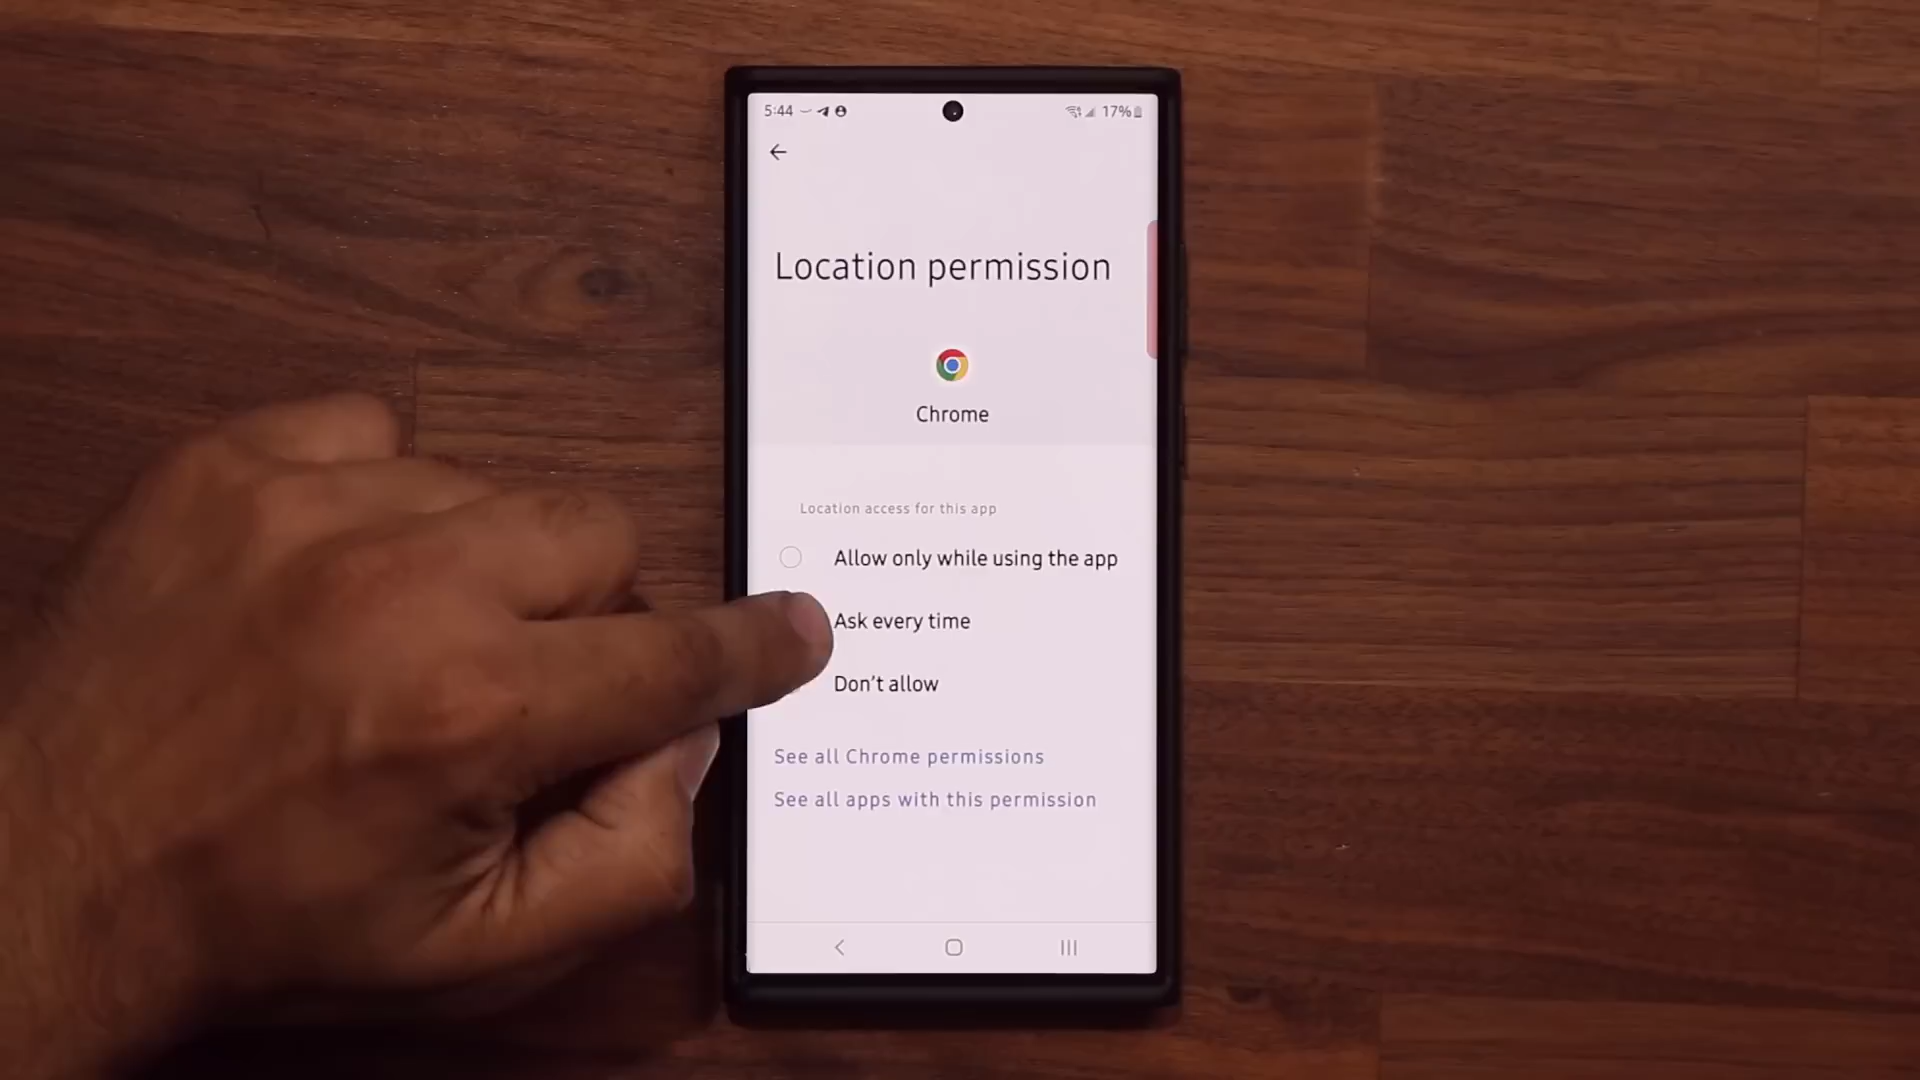 5:44
17%
Location permission
Chrome
Location access for this app
Allow only while using the app
Ask every time
Don't allow
See all Chrome permissions
See all apps with this permission